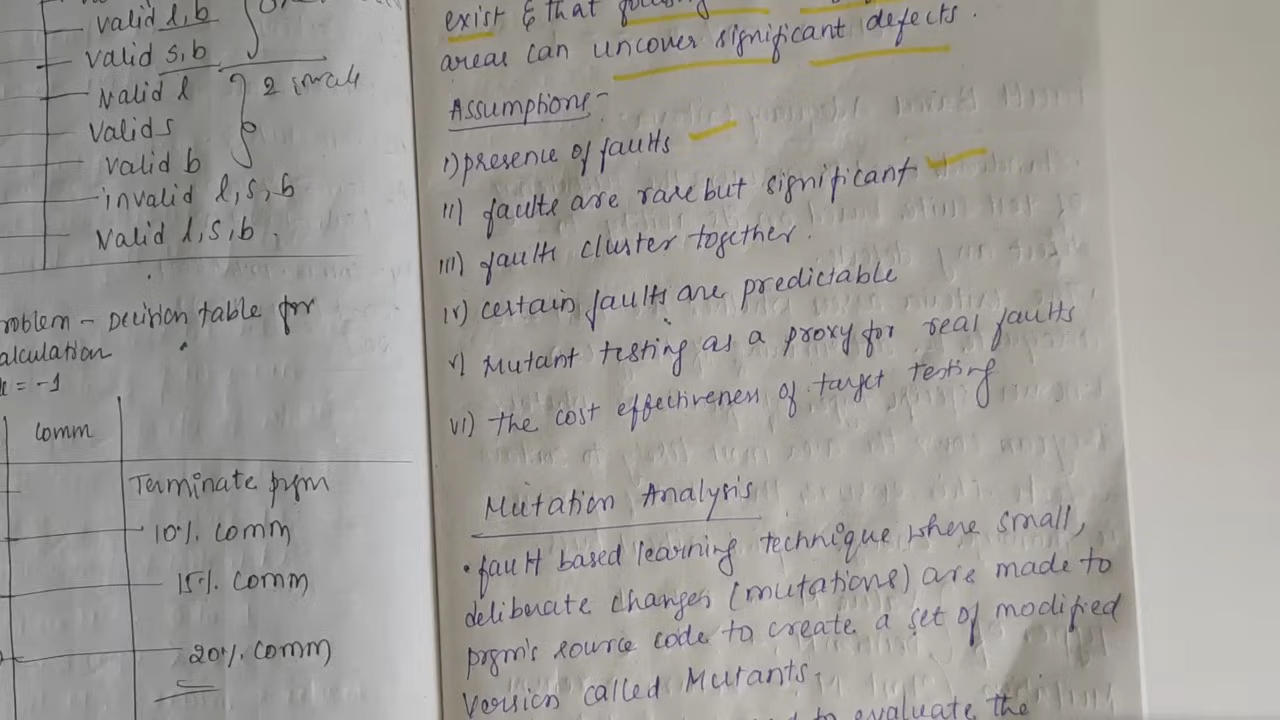 valid l, b
valid s, b
valid l
valid s
valid b
invalid l, s, b
valid l, s, b.
roblem - Decision table for
alculation
= -1
comm
Terminate pgm
10% comm
15% comm
20% comm
exist & that
areas can uncover significant defects.
Assumptions -
i) presence of faults
ii) faults are rare but significant
iii) faults cluster together.
iv) certain faults are predictable
v) Mutant testing as a proxy for real faults
vi) the cost effectiveness of target testing
Mutation Analysis
• fault based learning technique where small,
deliberate changes (mutations) are made to
prgm's source code to create a set of modified
version called Mutants.
to evaluate the